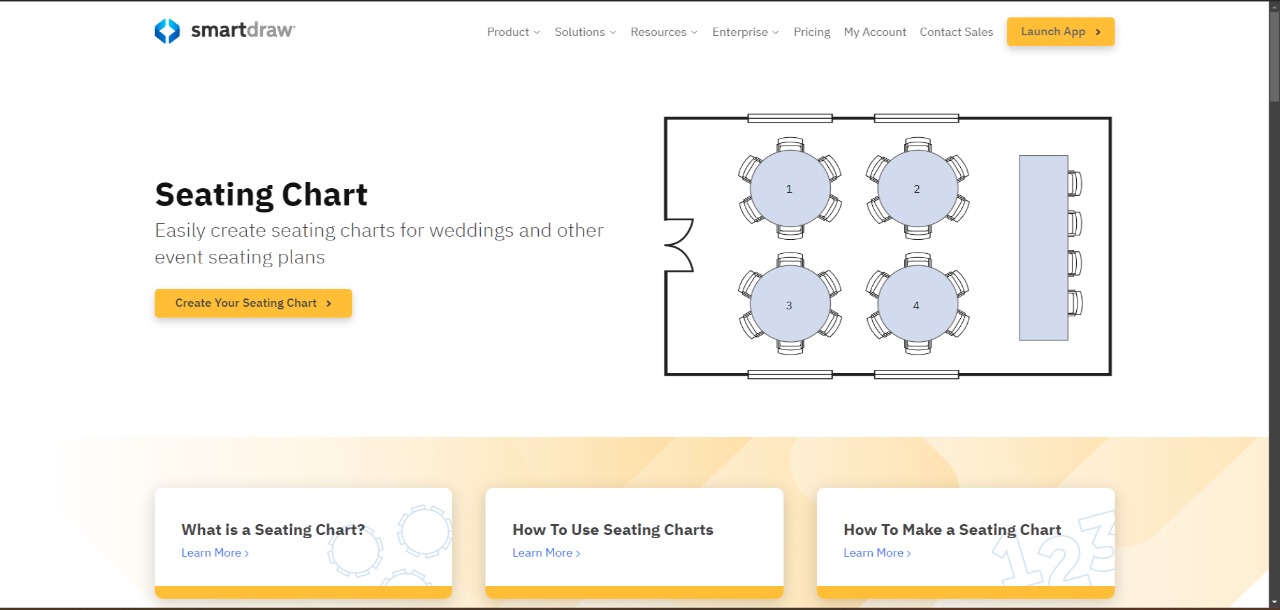 smartdraw
Product
Solutions
Resources
Enterprise
Pricing
My Account
Contact Sales
Launch App
Seating Chart
Easily create seating charts for weddings and other
event seating plans
Create Your Seating Chart
1
2
3
4
What is a Seating Chart?
Learn More
How To Use Seating Charts
Learn More
How To Make a Seating Chart
Learn More
123